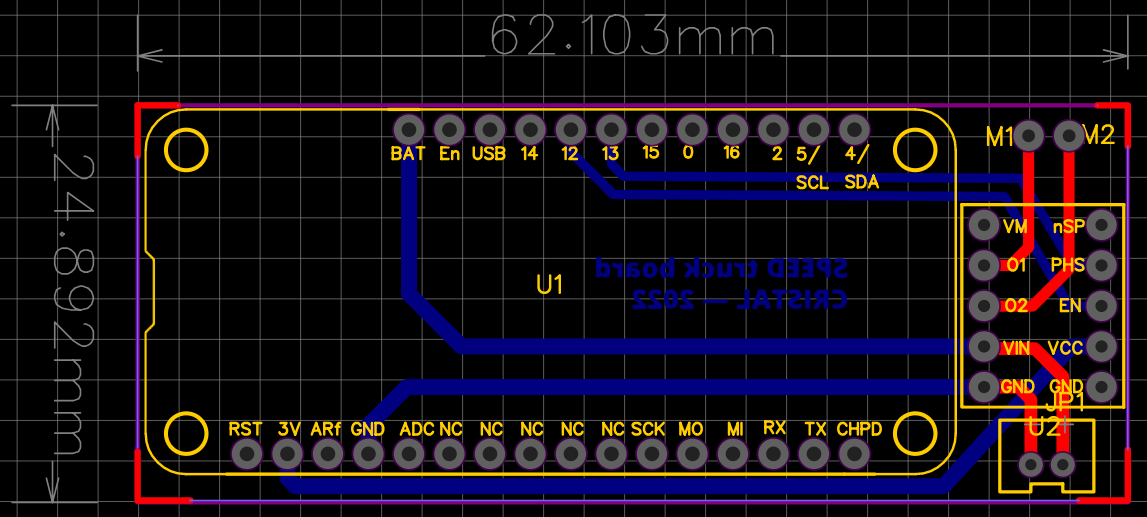 62.103mm
24.892mm
BAT En USB 14 12 13 15 0 16 2 5/ 4/
SCL SDA
M1 M2
VM nSP
O1 PHS
O2 EN
VIN VCC
GND GND
JP1
U2
U1
SPEED truck board
CRISTAL — 2022
RST 3V ARf GND ADC NC NC NC NC NC SCK MO MI RX TX CHPD